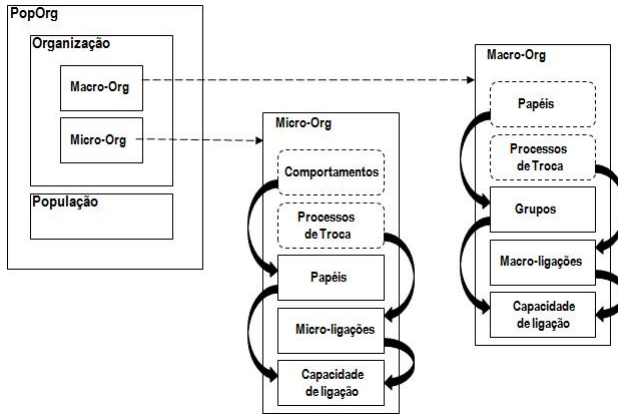 PopOrg
Organização
Macro-Org
Micro-Org
População
Micro-Org
Comportamentos
Processos
de Troca
Papéis
Micro-ligações
Capacidade
de ligação
Macro-Org
Papéis
Processos
de Troca
Grupos
Macro-ligações
Capacidade
de ligação